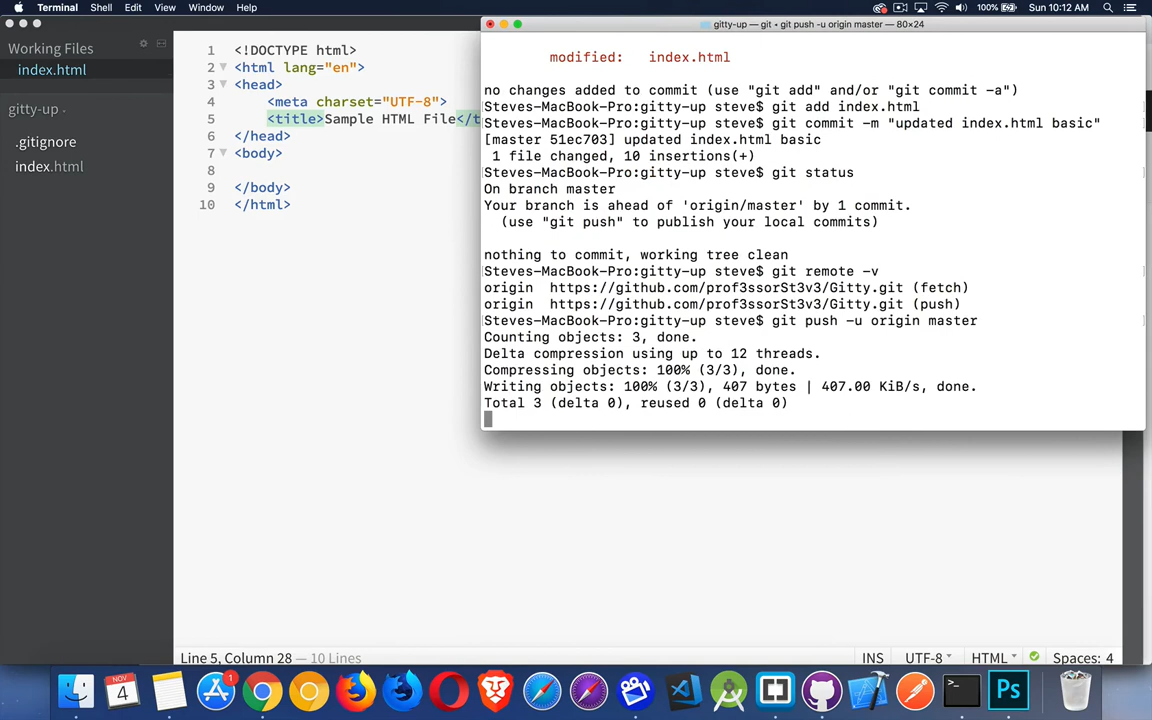 Terminal Shell Edit View Window Help 100% Sun 10:12 AM
Working Files
index.html
gitty-up
.gitignore
index.html
1 <!DOCTYPE html>
2 <html lang="en">
3 <head>
4 <meta charset="UTF-8">
5 <title>Sample HTML File</t
6 </head>
7 <body>
8
9 </body>
10 </html>
gitty-up — git • git push -u origin master — 80×24
modified: index.html
no changes added to commit (use "git add" and/or "git commit -a")
Steves-MacBook-Pro:gitty-up steve$ git add index.html
Steves-MacBook-Pro:gitty-up steve$ git commit -m "updated index.html basic"
[master 51ec703] updated index.html basic
1 file changed, 10 insertions(+)
Steves-MacBook-Pro:gitty-up steve$ git status
On branch master
Your branch is ahead of 'origin/master' by 1 commit.
(use "git push" to publish your local commits)
nothing to commit, working tree clean
Steves-MacBook-Pro:gitty-up steve$ git remote -v
origin https://github.com/prof3ssorSt3v3/Gitty.git (fetch)
origin https://github.com/prof3ssorSt3v3/Gitty.git (push)
Steves-MacBook-Pro:gitty-up steve$ git push -u origin master
Counting objects: 3, done.
Delta compression using up to 12 threads.
Compressing objects: 100% (3/3), done.
Writing objects: 100% (3/3), 407 bytes | 407.00 KiB/s, done.
Total 3 (delta 0), reused 0 (delta 0)
Line 5, Column 28 — 10 Lines INS UTF-8 HTML Spaces: 4
NOV
4
1
>_
Ps